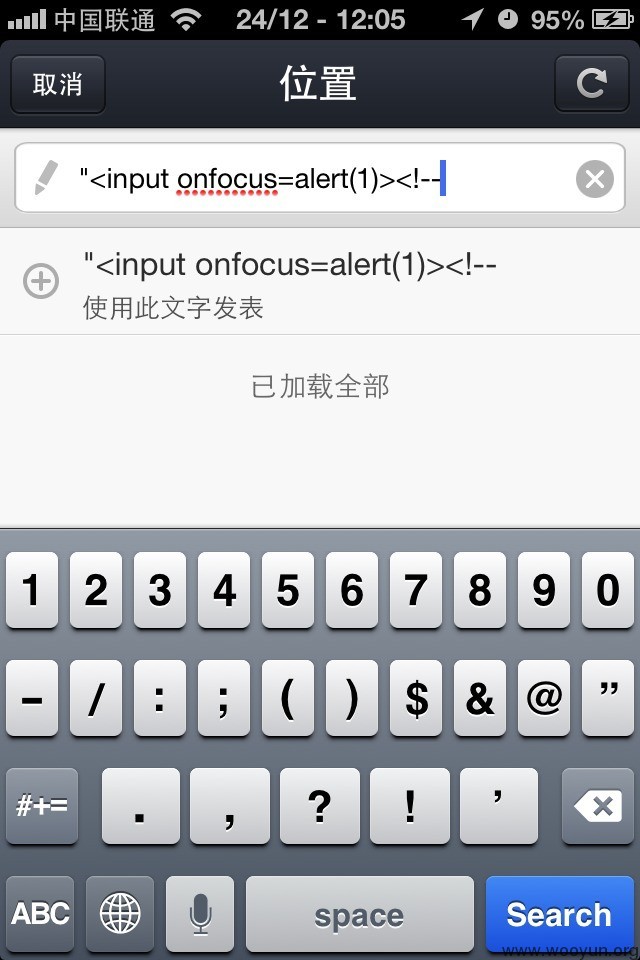 中国联通 24/12 - 12:05 95%
取消 位置
"<input onfocus=alert(1)><!--
"<input onfocus=alert(1)><!--
使用此文字发表
已加载全部
1 2 3 4 5 6 7 8 9 0
- / : ; ( ) $ & @ ”
#+= . , ? ! ’
ABC space Search
www.wooyun.org